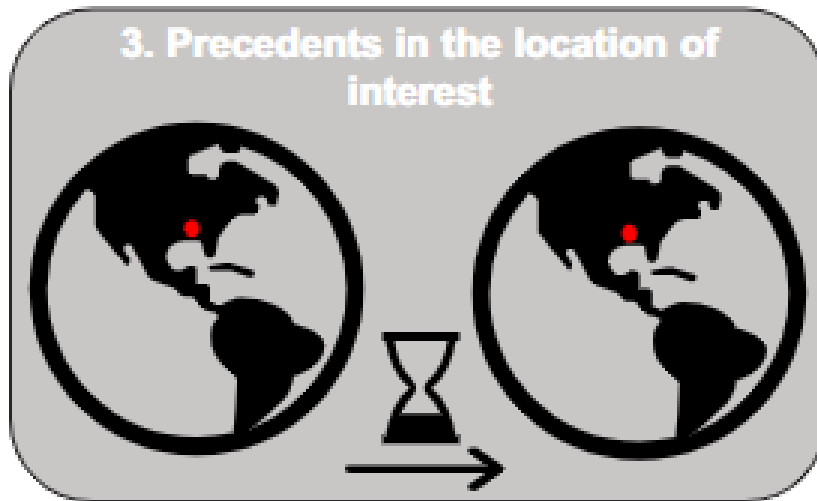 3. Precedents in the location of
interest